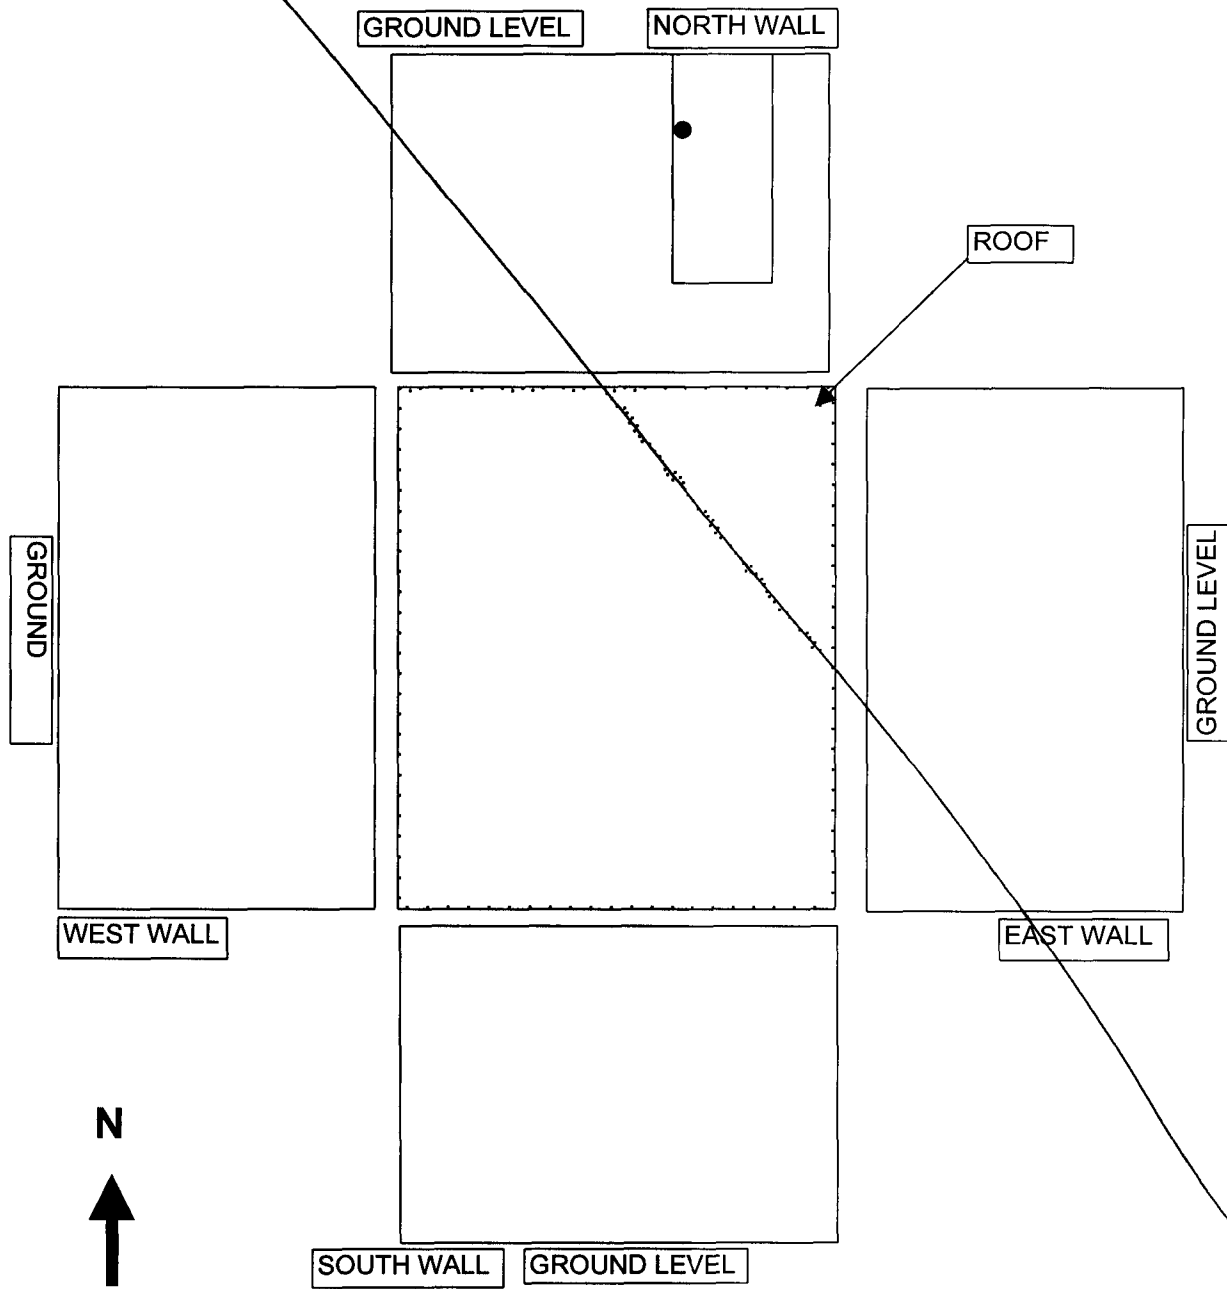 GROUND LEVEL
NORTH WALL
ROOF
GROUND
GROUND LEVEL
WEST WALL
EAST WALL
N
SOUTH WALL
GROUND LEVEL